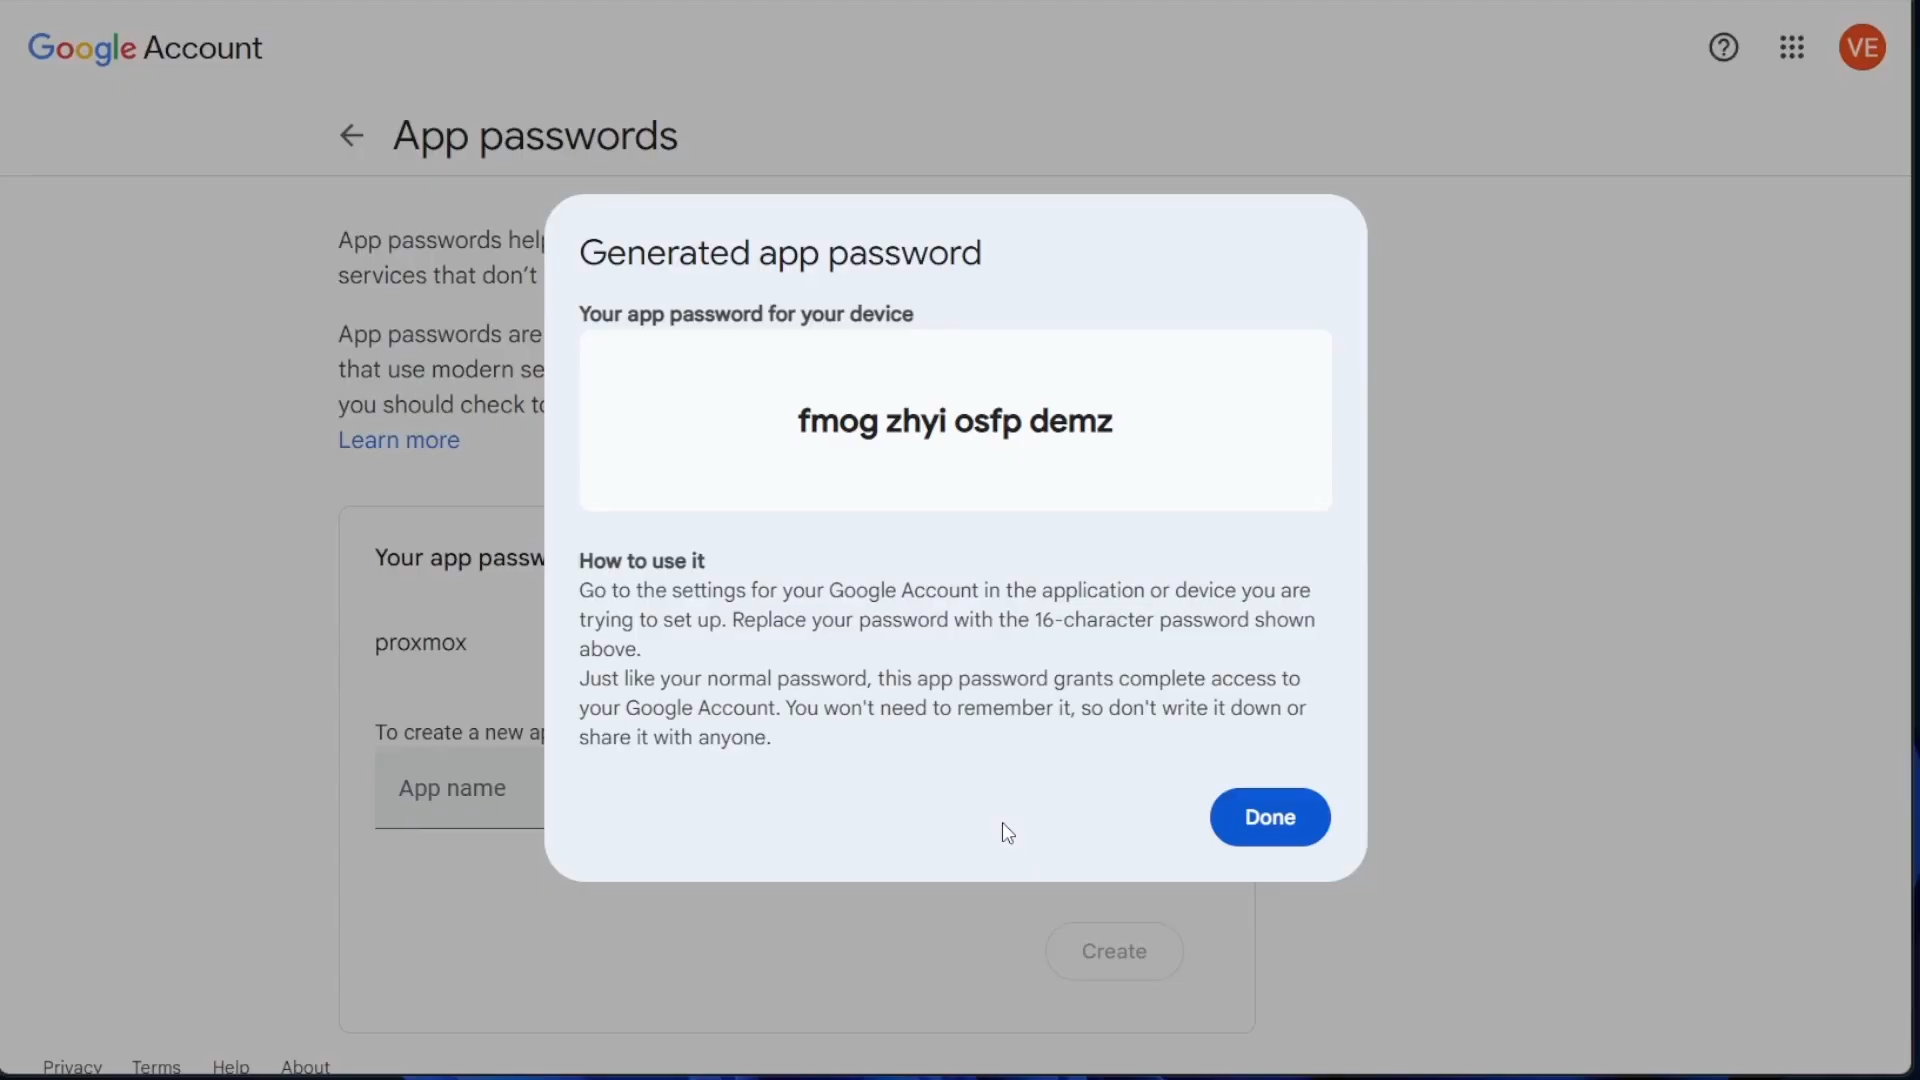 Google Account
VE
App passwords
App passwords help
services that don't
App passwords are
that use modern se
you should check to
Learn more
Your app passw
proxmox
To create a new ap
App name
Create
Generated app password
Your app password for your device
fmog zhyi osfp demz
How to use it
Go to the settings for your Google Account in the application or device you are
trying to set up. Replace your password with the 16-character password shown
above.
Just like your normal password, this app password grants complete access to
your Google Account. You won't need to remember it, so don't write it down or
share it with anyone.
Done
Privacy Terms Help About